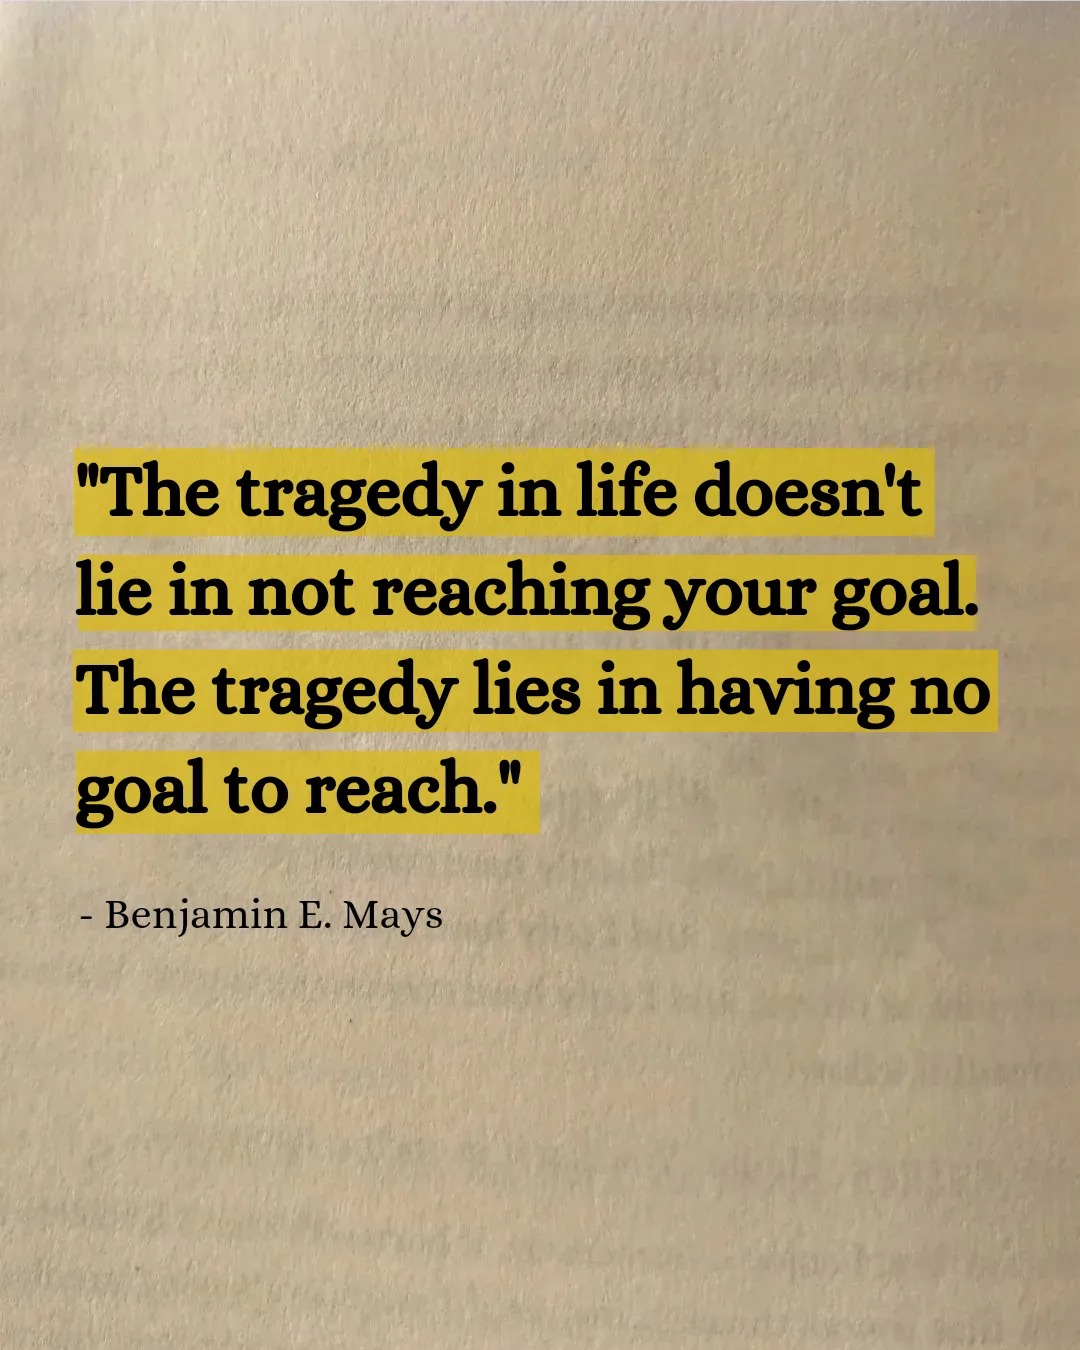 "The tragedy in life doesn't
lie in not reaching your goal.
The tragedy lies in having no
goal to reach."
- Benjamin E. Mays